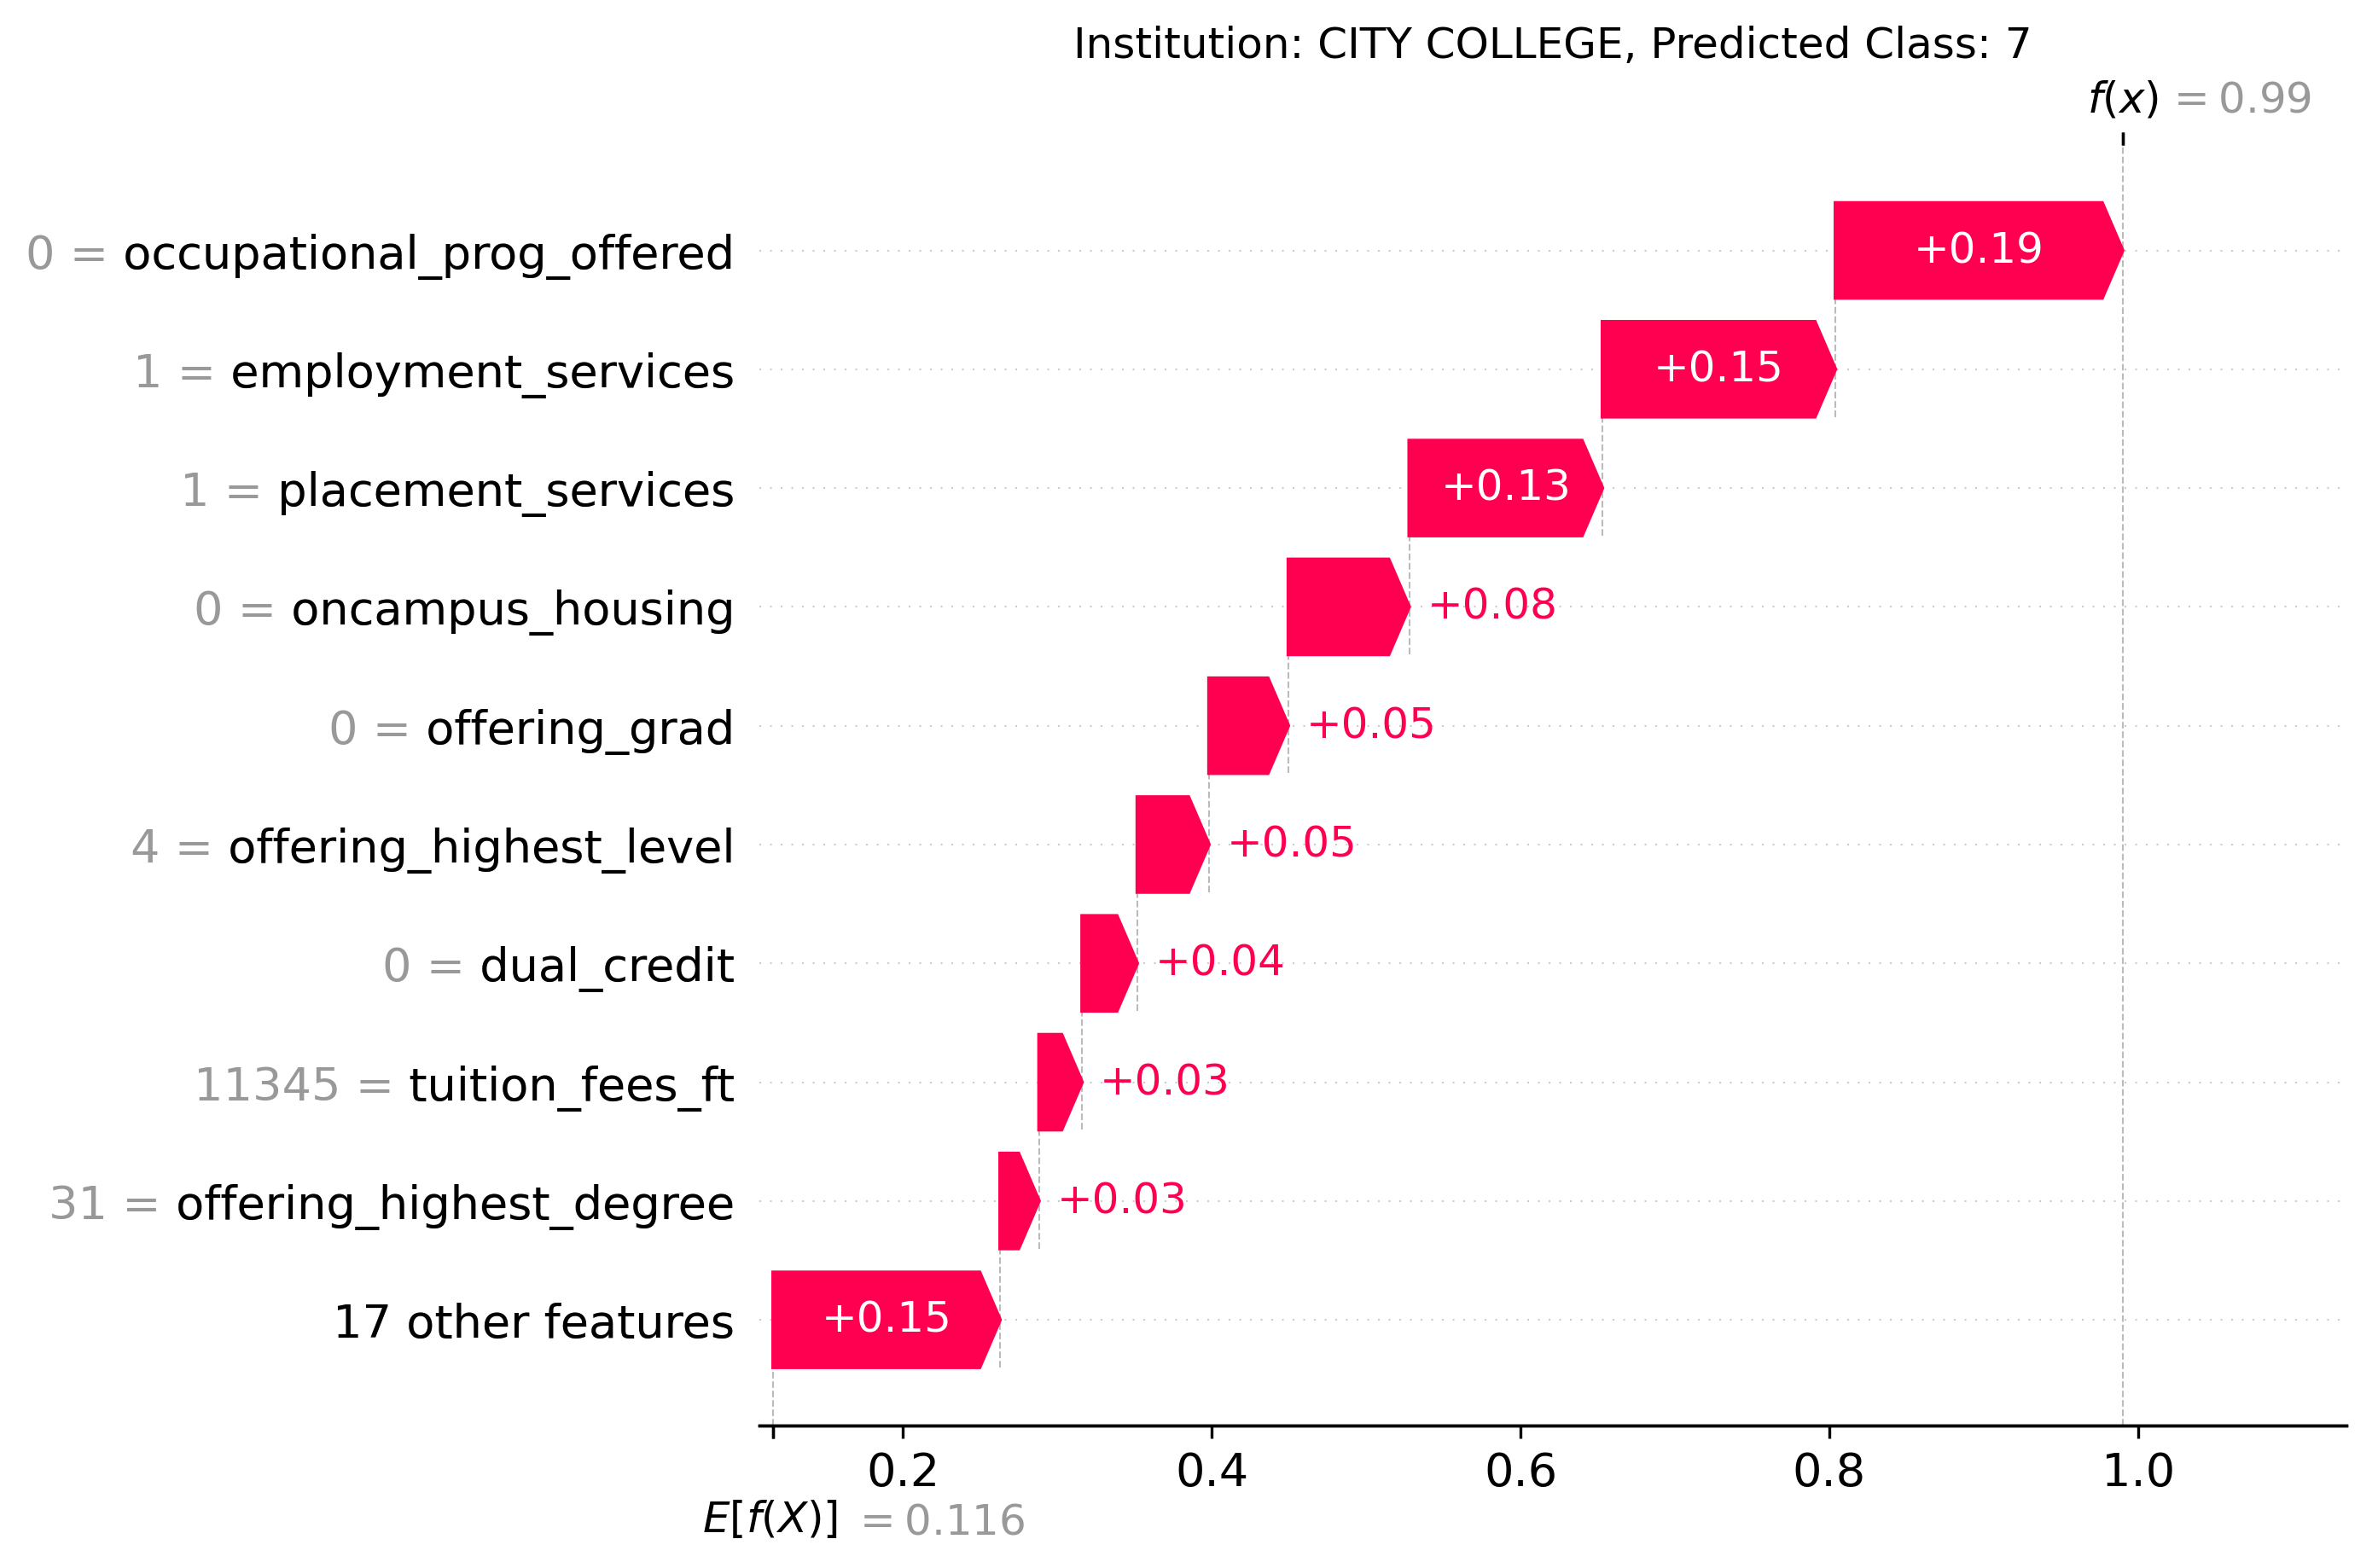 Institution: CITY COLLEGE, Predicted Class: 7
f(x) = 0.99
0 = occupational_prog_offered +0.19
1 = employment_services +0.15
1 = placement_services +0.13
0 = oncampus_housing +0.08
0 = offering_grad +0.05
4 = offering_highest_level +0.05
0 = dual_credit +0.04
11345 = tuition_fees_ft +0.03
31 = offering_highest_degree +0.03
17 other features +0.15
0.2 0.4 0.6 0.8 1.0
E[f(X)] = 0.116